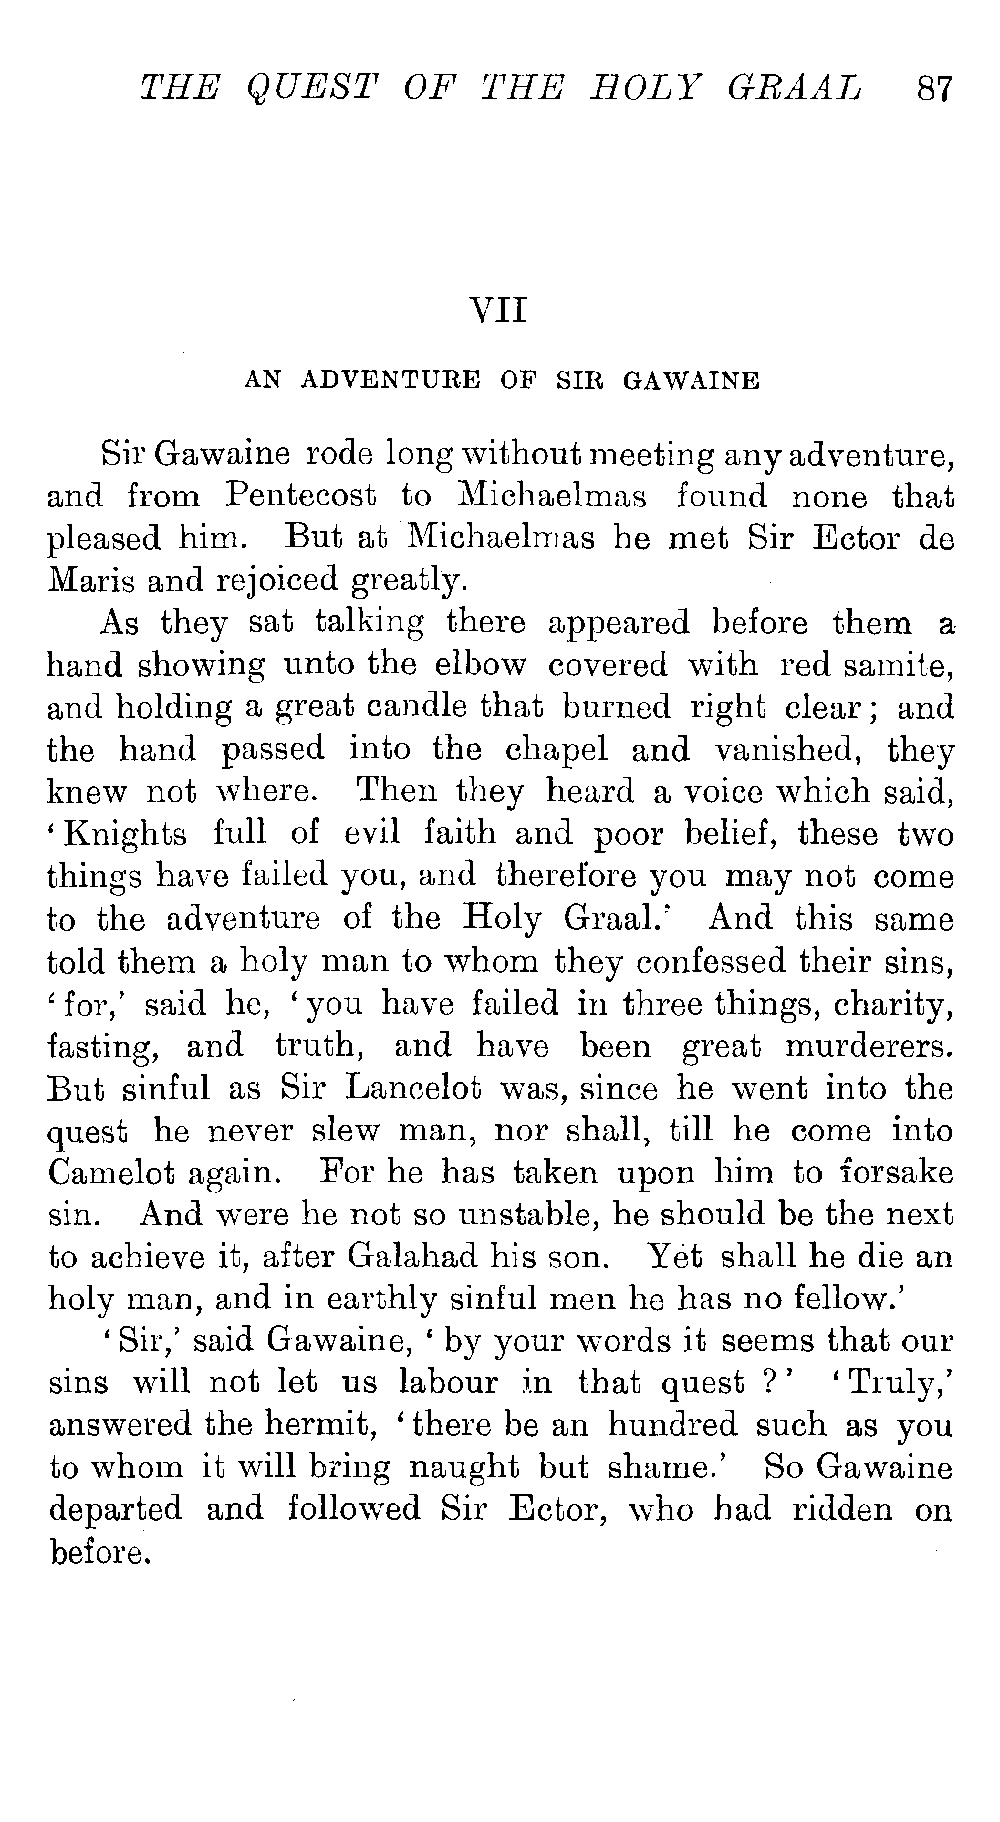 THE QUEST OF THE HOLY GRAAL 87
VII
AN ADVENTURE OF SIR GAWAINE
Sir Gawaine rode long without meeting any adventure,
and from Pentecost to Michaelmas found none that
pleased him. But at Michaelmas he met Sir Ector de
Maris and rejoiced greatly.
As they sat talking there appeared before them a
hand showing unto the elbow covered with red samite,
and holding a great candle that burned right clear; and
the hand passed into the chapel and vanished, they
knew not where. Then they heard a voice which said,
‘Knights full of evil faith and poor belief, these two
things have failed you, and therefore you may not come
to the adventure of the Holy Graal.’ And this same
told them a holy man to whom they confessed their sins,
‘for,’ said he, ‘you have failed in three things, charity,
fasting, and truth, and have been great murderers.
But sinful as Sir Lancelot was, since he went into the
quest he never slew man, nor shall, till he come into
Camelot again. For he has taken upon him to forsake
sin. And were he not so unstable, he should be the next
to achieve it, after Galahad his son. Yet shall he die an
holy man, and in earthly sinful men he has no fellow.’
‘Sir,’ said Gawaine, ‘by your words it seems that our
sins will not let us labour in that quest?’ ‘Truly,’
answered the hermit, ‘there be an hundred such as you
to whom it will bring naught but shame.’ So Gawaine
departed and followed Sir Ector, who had ridden on
before.